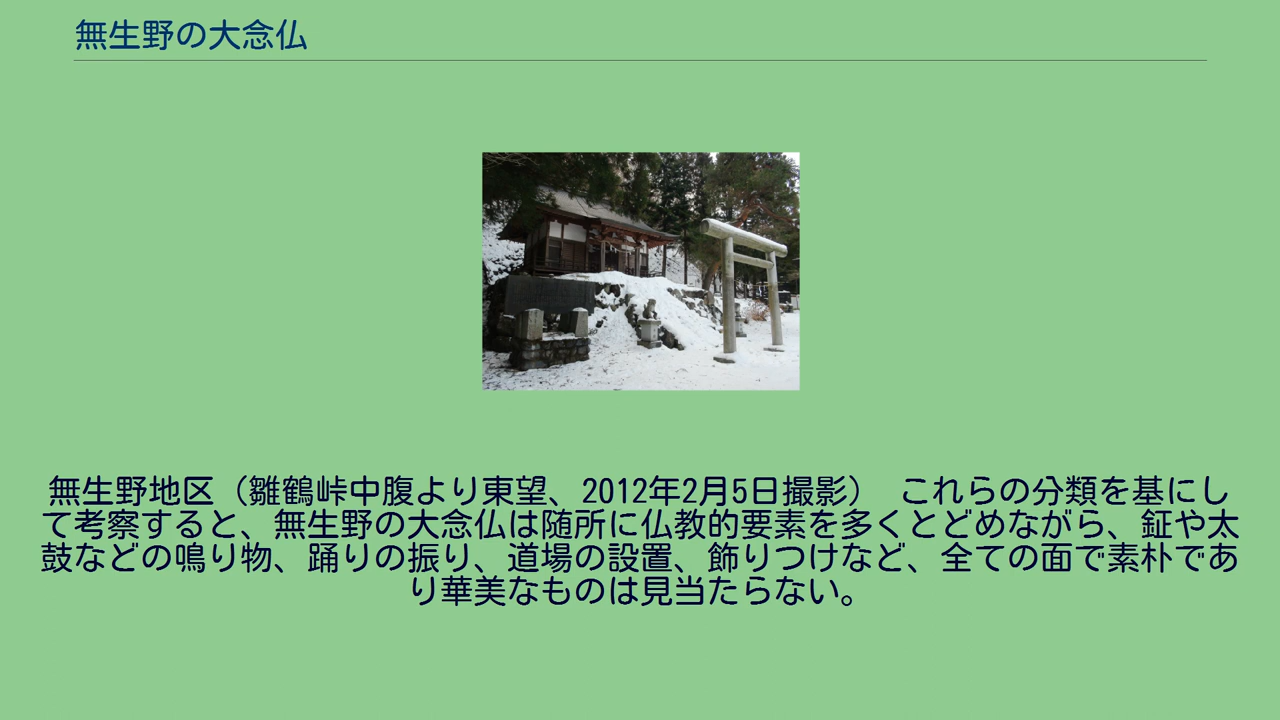 無生野の大念仏
無生野地区（雛鶴峠中腹より東望、2012年2月5日撮影）　これらの分類を基にし
て考察すると、無生野の大念仏は随所に仏教的要素を多くとどめながら、鉦や太
鼓などの鳴り物、踊りの振り、道場の設置、飾りつけなど、全ての面で素朴であ
り華美なものは見当たらない。